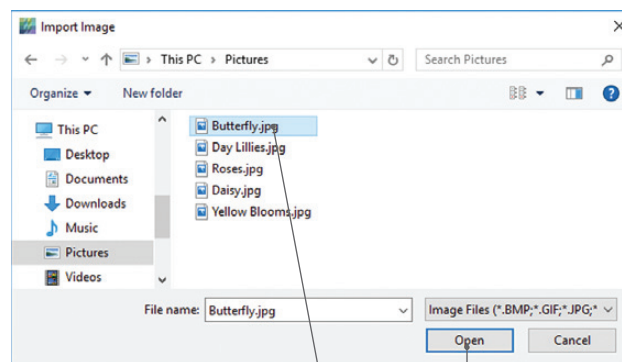 Import Image
This PC > Pictures
Search Pictures
Organize
New folder
This PC
Desktop
Documents
Downloads
Music
Pictures
Videos
Butterfly.jpg
Day Lillies.jpg
Roses.jpg
Daisy.jpg
Yellow Blooms.jpg
File name: Butterfly.jpg
Image Files (*.BMP;*.GIF;*.JPG;*
Open
Cancel